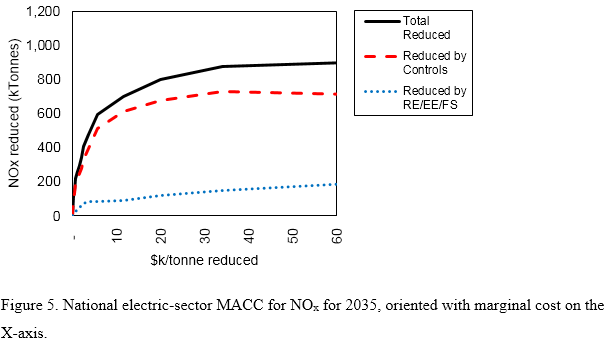 1,200
1,000
800
600
400
200
0
NOx reduced (kTonnes)
-
10
20
30
40
50
60
$k/tonne reduced
Total
Reduced
Reduced by
Controls
Reduced by
RE/EE/FS
Figure 5. National electric-sector MACC for NOx for 2035, oriented with marginal cost on the
X-axis.